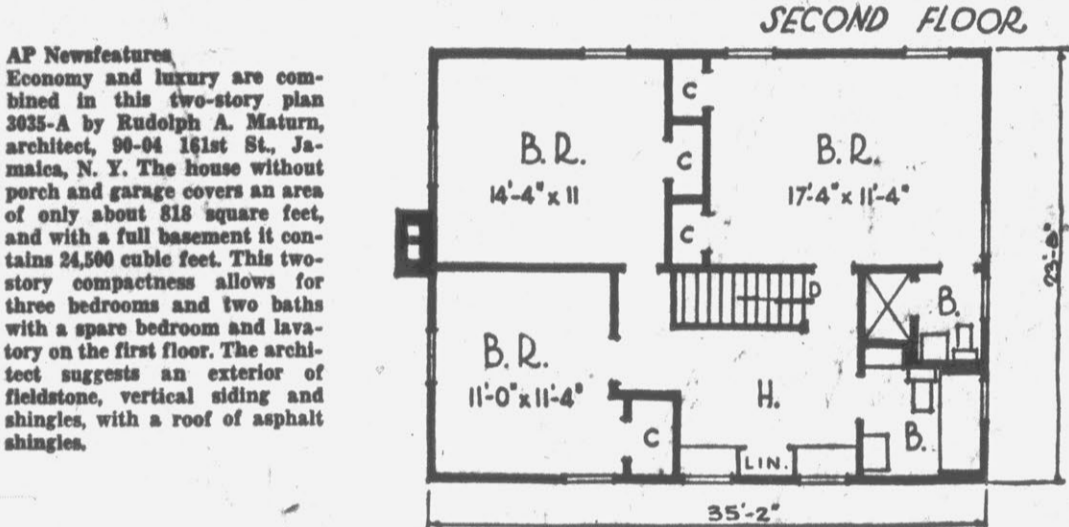 SECOND FLOOR
AP Newsfeatures
Economy and luxury are com-
bined in this two-story plan
3035-A by Rudolph A. Maturn,
architect, 90-04 161st St., Ja-
maica, N. Y. The house without
porch and garage covers an area
of only about 818 square feet,
and with a full basement it con-
tains 24,500 cubic feet. This two-
story compactness allows for
three bedrooms and two baths
with a spare bedroom and lava-
tory on the first floor. The archi-
tect suggests an exterior of
fieldstone, vertical siding and
shingles, with a roof of asphalt
shingles.
C
B.R.
14'-4" x 11
C
B.R.
17'-4" x 11'-4"
C
D
B.
23'-8"
B.R.
11'-0" x 11'-4"
H.
C
B.
LIN.
35'-2"